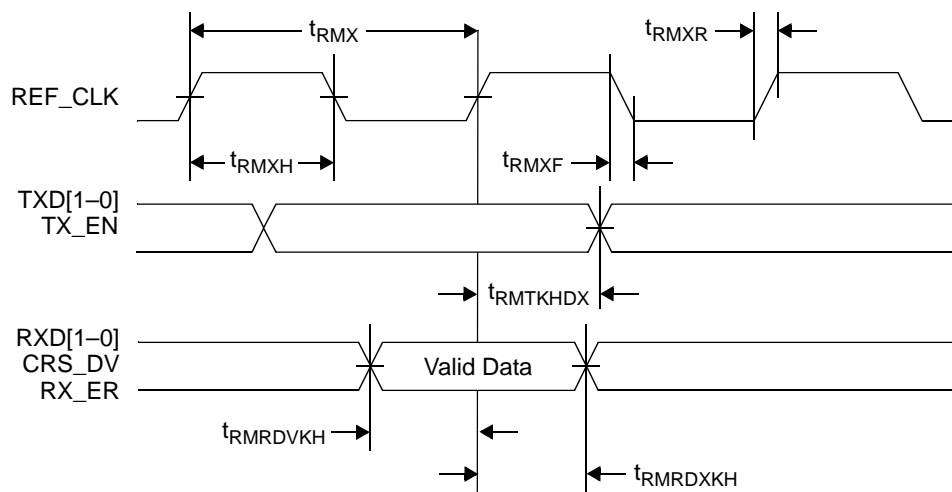 tRMX
tRMXR
REF_CLK
tRMXH
tRMXF
TXD[1–0]
TX_EN
tRMTKHDX
RXD[1–0]
CRS_DV
RX_ER
Valid Data
tRMRDVKH
tRMRDXKH